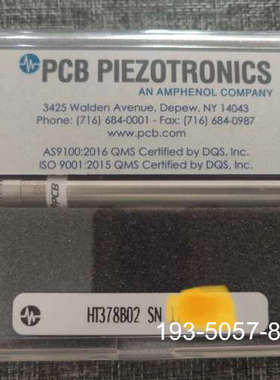 PCB PIEZOTRONICS
AN AMPHENOL COMPANY
3425 Walden Avenue, Depew, NY 14043
Phone: (716) 684-0001 - Fax: (716) 684-0987
www.pcb.com
AS9100:2016 QMS Certified by DQS, Inc.
ISO 9001:2015 QMS Certified by DQS, Inc.
PCB
HT378B02 SN
193-5057-8